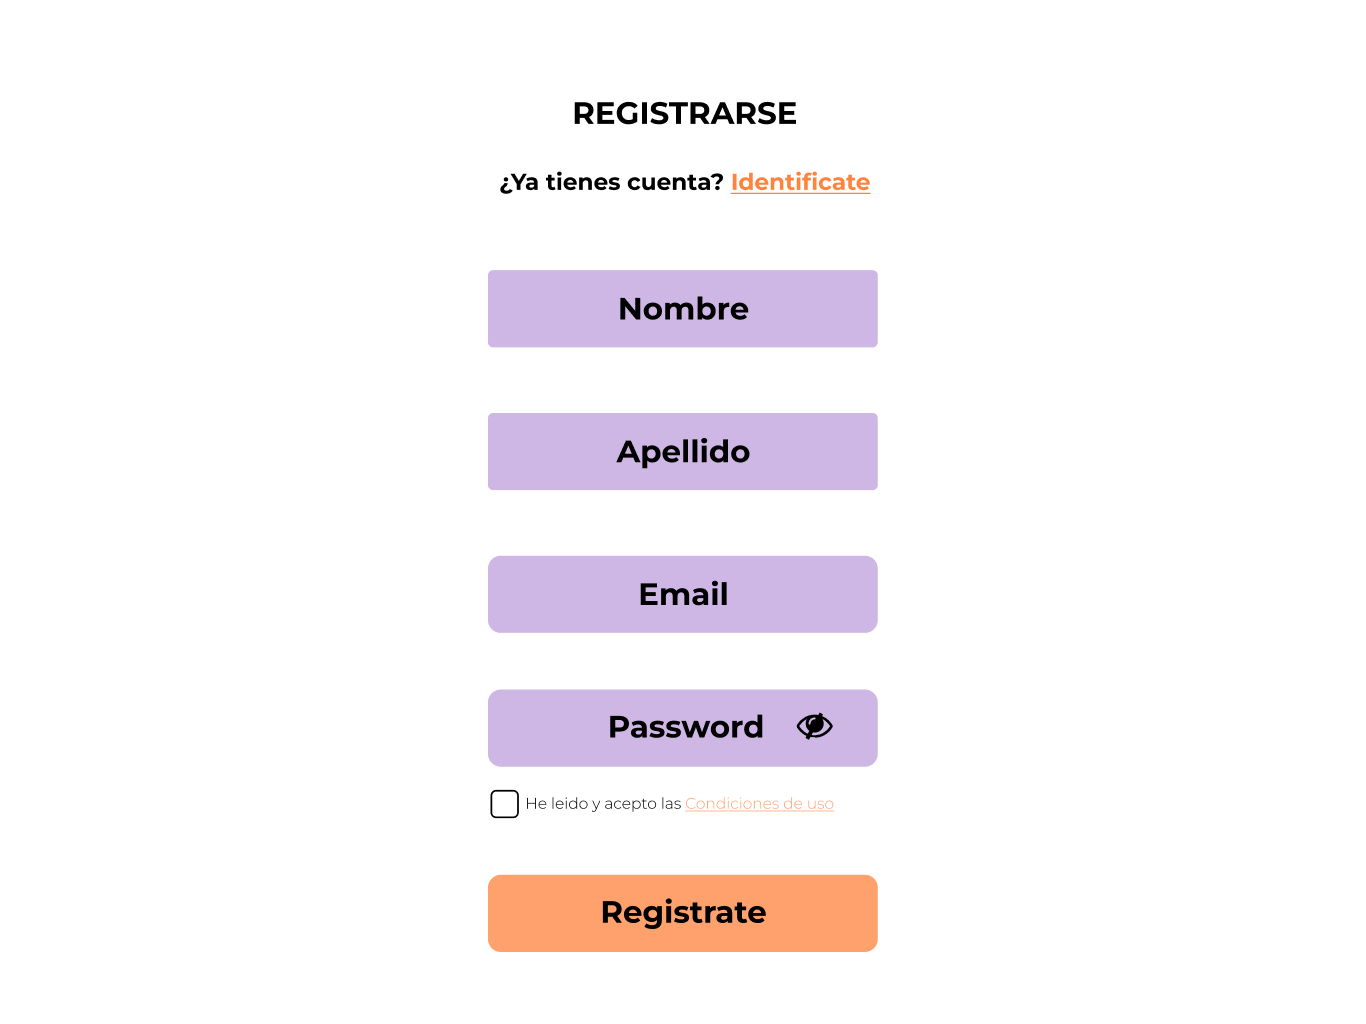 REGISTRARSE
¿Ya tienes cuenta? Identificate
Nombre
Apellido
Email
Password
He leido y acepto las Condiciones de uso
Registrate